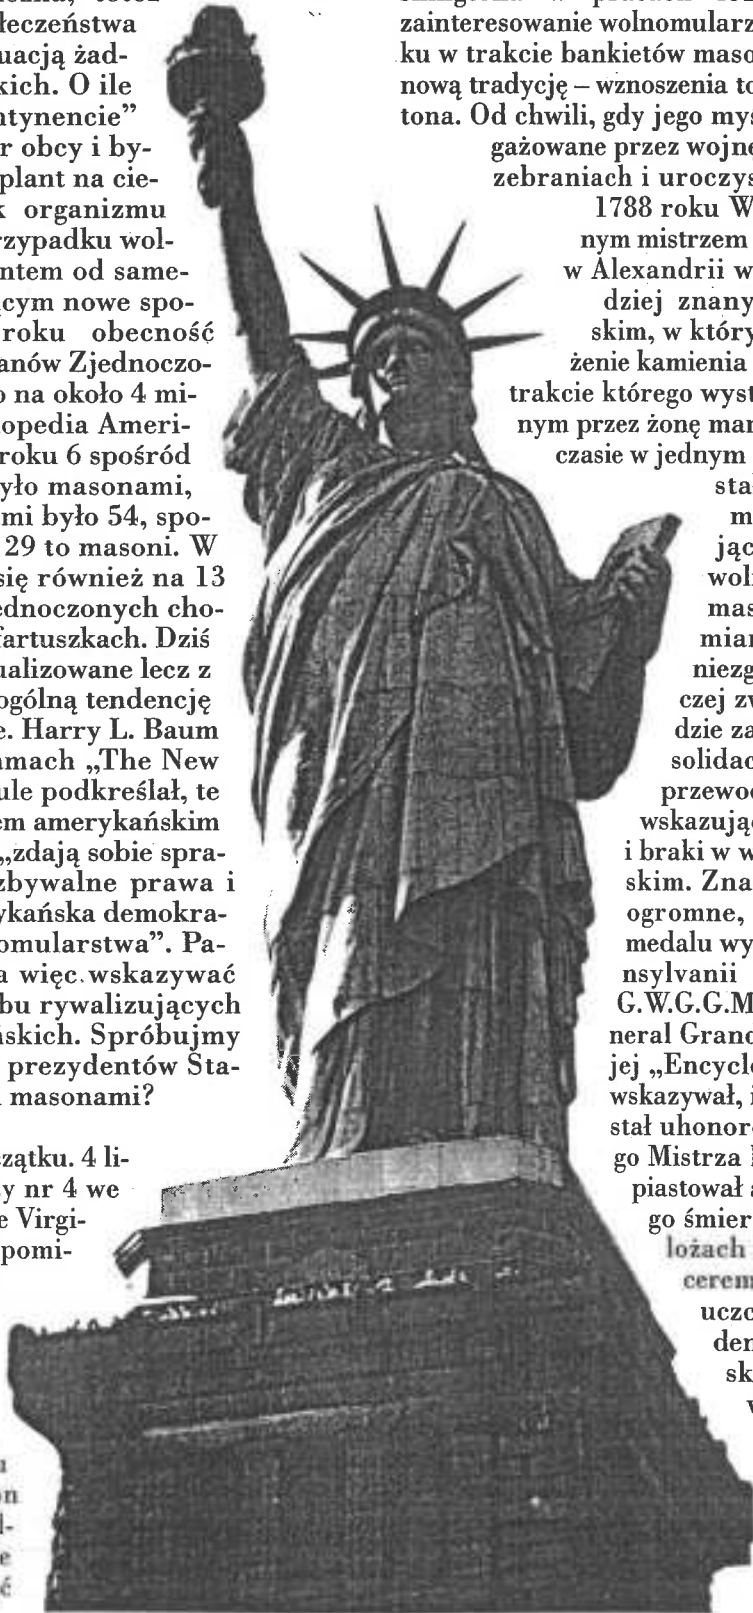 łeczeństwa
uacją żad-
kich. O ile
ntynencie”
r obcy i by-
plant na cie-
k organizmu
rzypadku wol-
ntem od same-
ącym nowe spo-
roku obecność
anów Zjednoczo-
o na około 4 mi-
opedia Ameri-
roku 6 spośród
yło masonami,
mi było 54, spo-
29 to masoni. W
się również na 13
ednoczonych cho-
fartuszkach. Dziś
ualizowane lecz z
ogólną tendencję
e. Harry L. Baum
amach „The New
ule podkreślał, te
em amerykańskim
„zdają sobie spra-
zbywalne prawa i
ykańska demokra-
omularstwa”. Pa-
a więc wskazywać
bu rywalizujących
ńskich. Spróbujmy
prezydentów Sta-
masonami?
czątku. 4 li-
y nr 4 we
e Virgi-
pomi-
on
l-
e
ć
zainteresowanie wolnomularz
ku w trakcie bankietów maso
nową tradycję – wznoszenia to
tona. Od chwili, gdy jego myś
gażowane przez wojnę
zebraniach i uroczys
1788 roku W
nym mistrzem
w Alexandrii w
dziej znany
skim, w który
żenie kamienia
trakcie którego wyst
nym przez żonę mar
czasie w jednym
sta
m
jąc
wol
mas
mian
niezg
czej zw
dzie za
solidac
przewod
wskazując
i braki w w
skim. Zna
ogromne,
medalu wy
nsylvanii
G.W.G.G.M
neral Grand
jej „Encycle
wskazywał, i
stał uhonor
go Mistrza
piastował
go śmier
lożach
cerem
uczc
den
sk
w